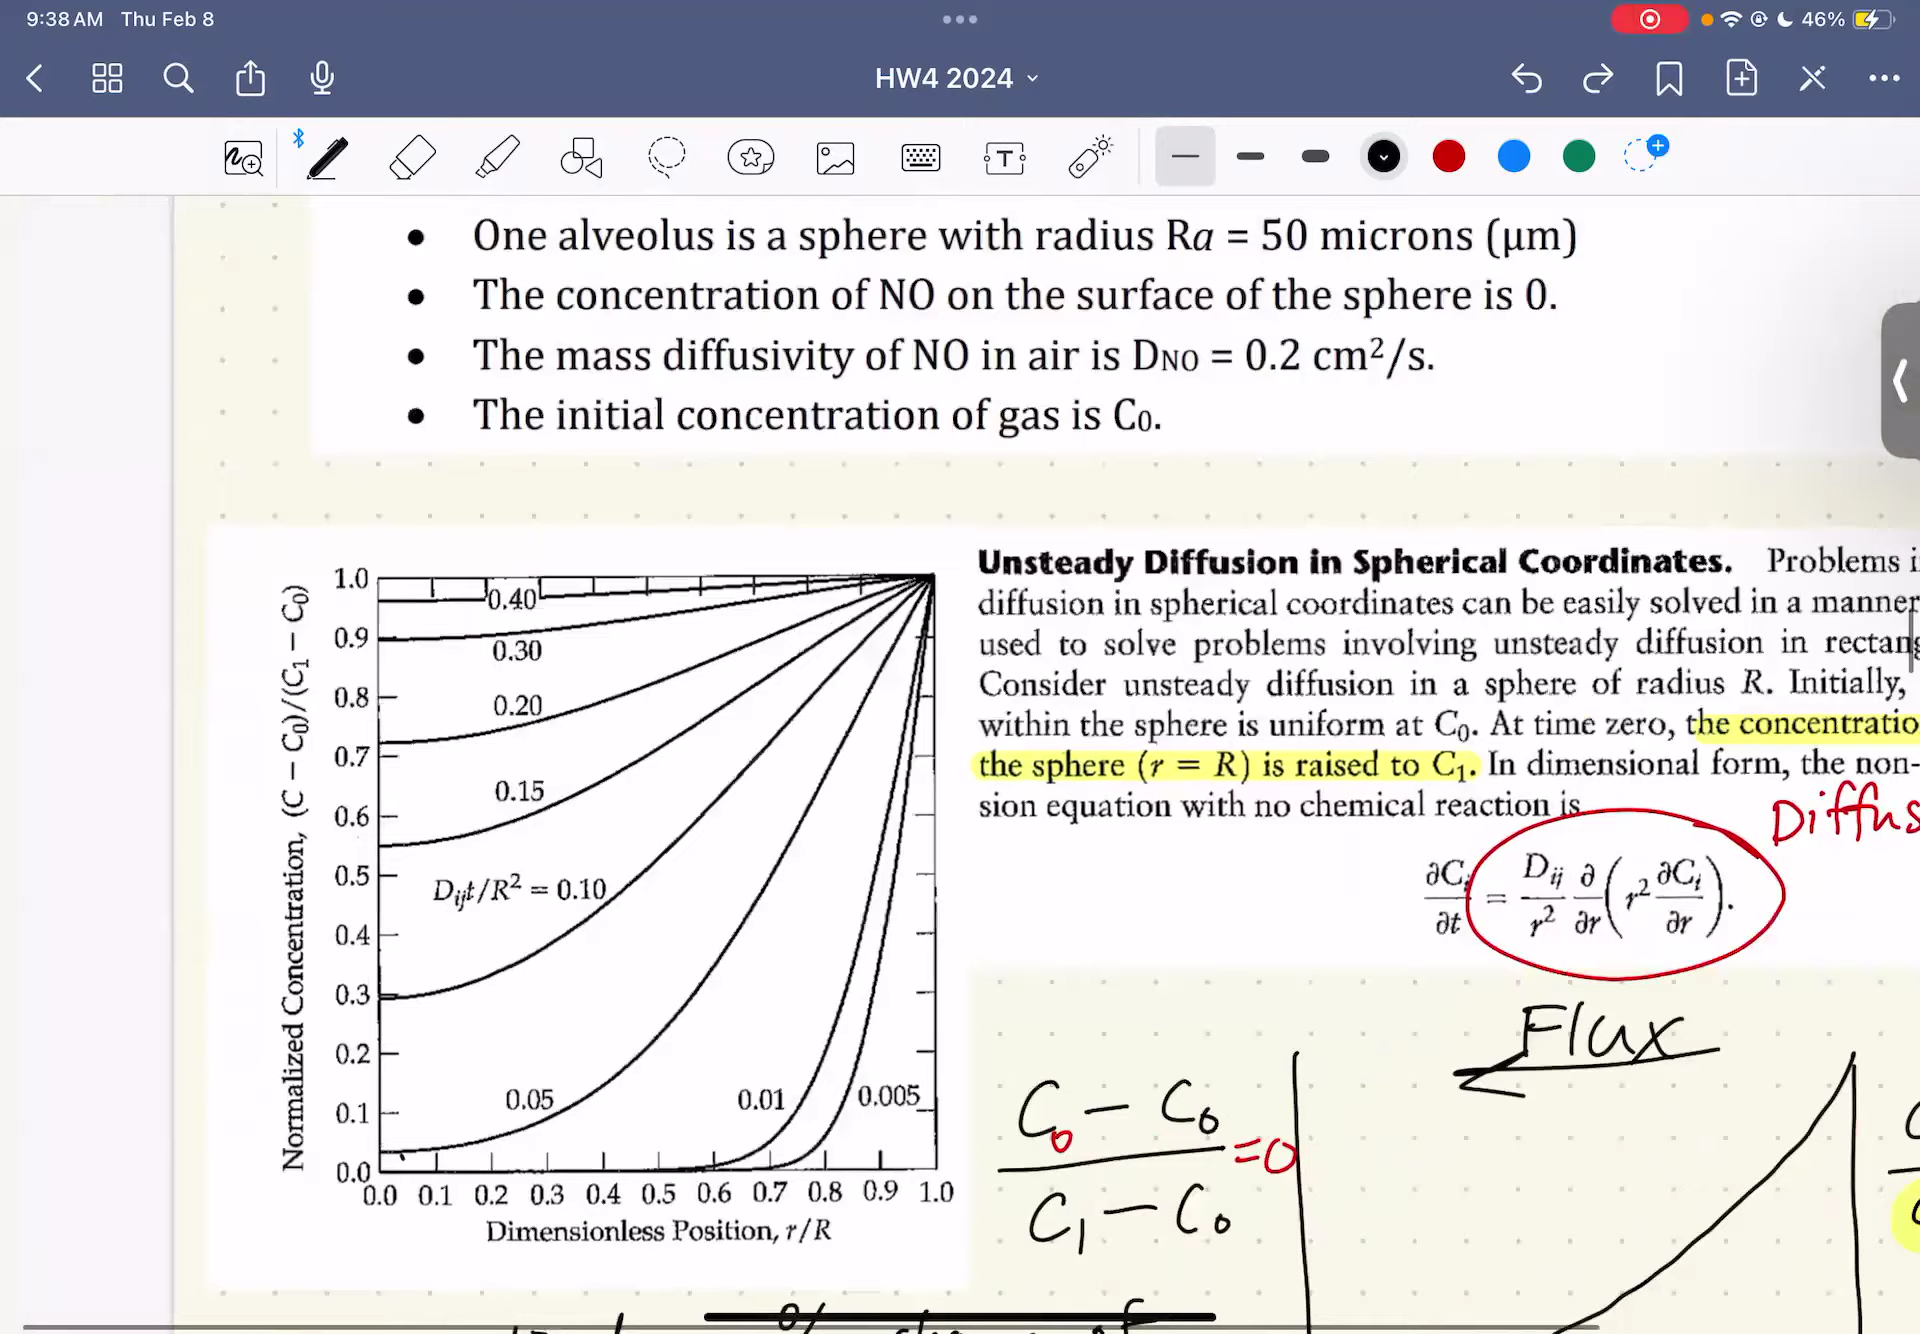 9:38 AM Thu Feb 8
46%
HW4 2024
T
• One alveolus is a sphere with radius Ra = 50 microns (μm)
• The concentration of NO on the surface of the sphere is 0.
• The mass diffusivity of NO in air is DNO = 0.2 cm²/s.
• The initial concentration of gas is C₀.
Normalized Concentration, (C − C₀)/(C₁ − C₀)
1.0
0.9
0.8
0.7
0.6
0.5
0.4
0.3
0.2
0.1
0.0
0.40
0.30
0.20
0.15
Dᵢⱼt/R² = 0.10
0.05
0.01
0.005
0.0 0.1 0.2 0.3 0.4 0.5 0.6 0.7 0.8 0.9 1.0
Dimensionless Position, r/R
Unsteady Diffusion in Spherical Coordinates. Problems i
diffusion in spherical coordinates can be easily solved in a manner
used to solve problems involving unsteady diffusion in rectang
Consider unsteady diffusion in a sphere of radius R. Initially,
within the sphere is uniform at C₀. At time zero, the concentratio
the sphere (r = R) is raised to C₁. In dimensional form, the non-
sion equation with no chemical reaction is
Diffus
∂Cᵢ/∂t = Dᵢⱼ/r² ∂/∂r (r² ∂Cᵢ/∂r).
Flux
C₀ − C₀
=0
C₁ − C₀